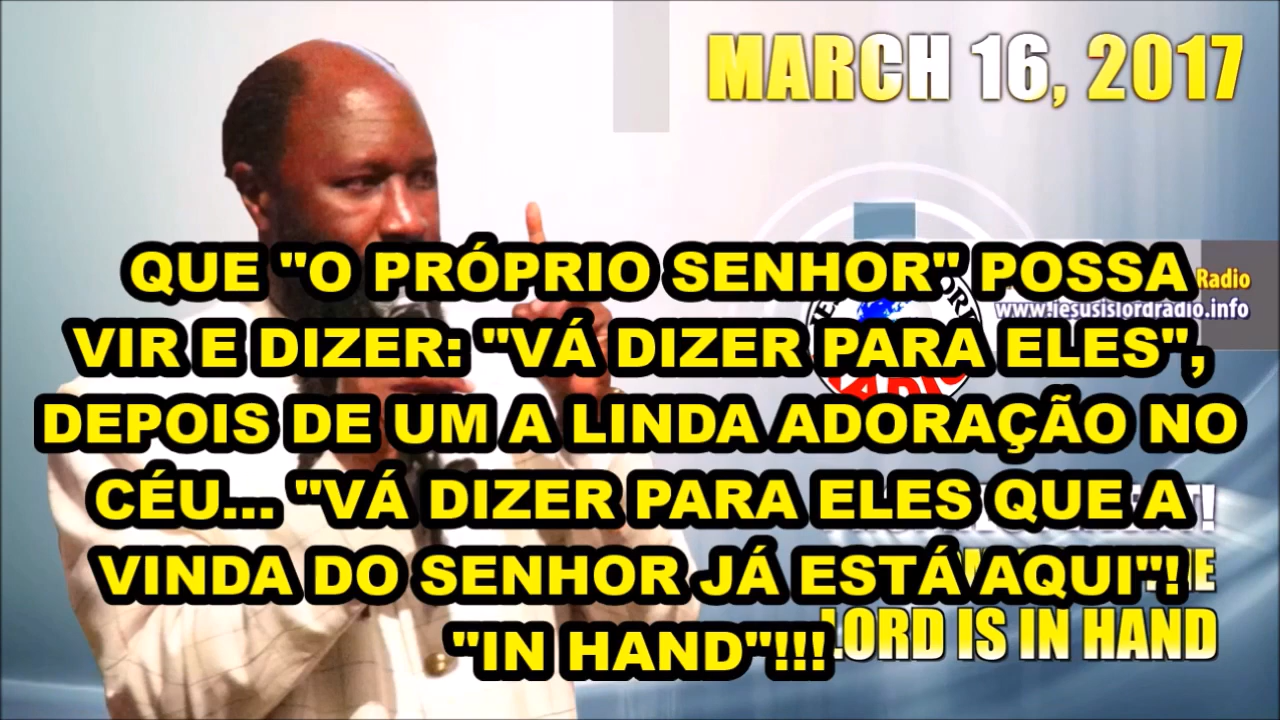 MARCH 16, 2017
Radio
www.jesusislordradio.info
QUE "O PRÓPRIO SENHOR" POSSA
VIR E DIZER: "VÁ DIZER PARA ELES",
DEPOIS DE UM A LINDA ADORAÇÃO NO
CÉU... "VÁ DIZER PARA ELES QUE A
VINDA DO SENHOR JÁ ESTÁ AQUI"!
"IN HAND"!!!
LORD IS IN HAND